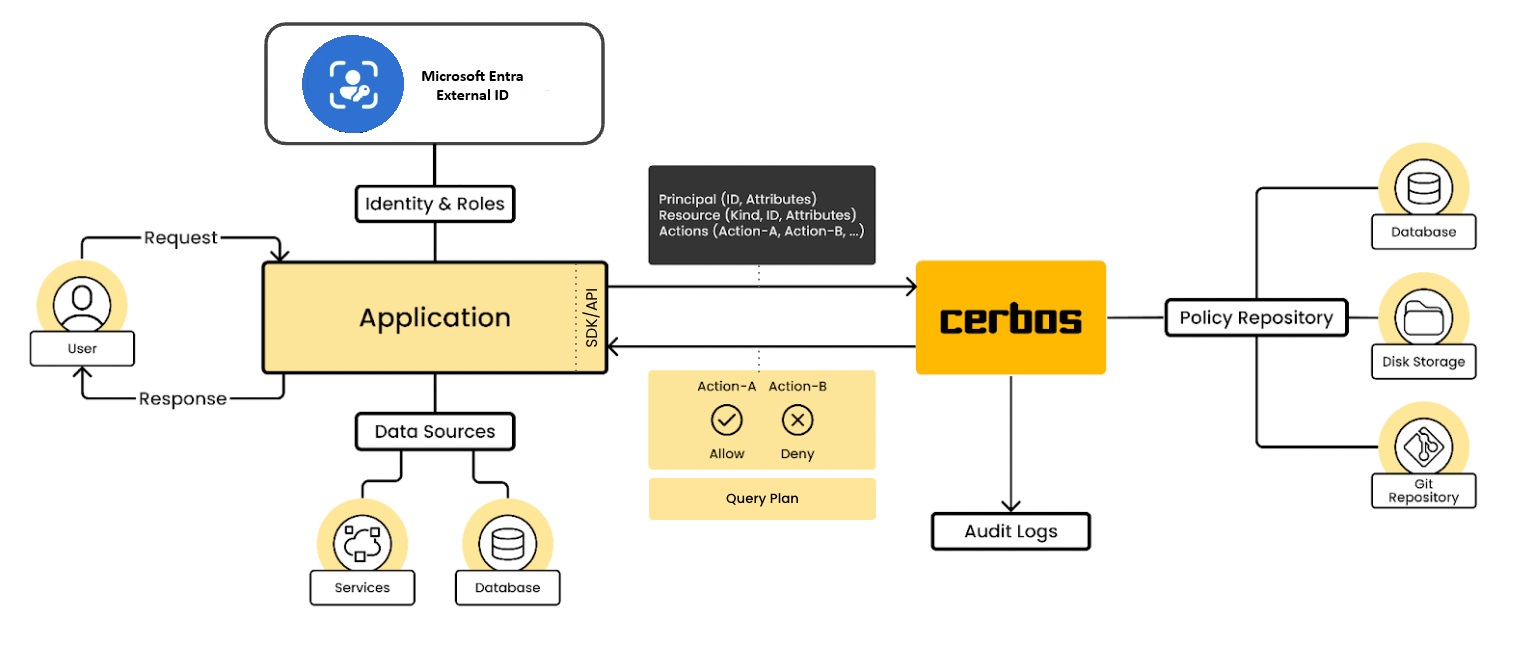 Microsoft Entra
External ID
Identity & Roles
Request
User
Response
Application
SDK/API
Data Sources
Services
Database
Principal (ID, Attributes)
Resource (Kind, ID, Attributes)
Actions (Action-A, Action-B, ...)
Action-A Action-B
Allow Deny
Query Plan
cerbos
Audit Logs
Policy Repository
Database
Disk Storage
Git
Repository